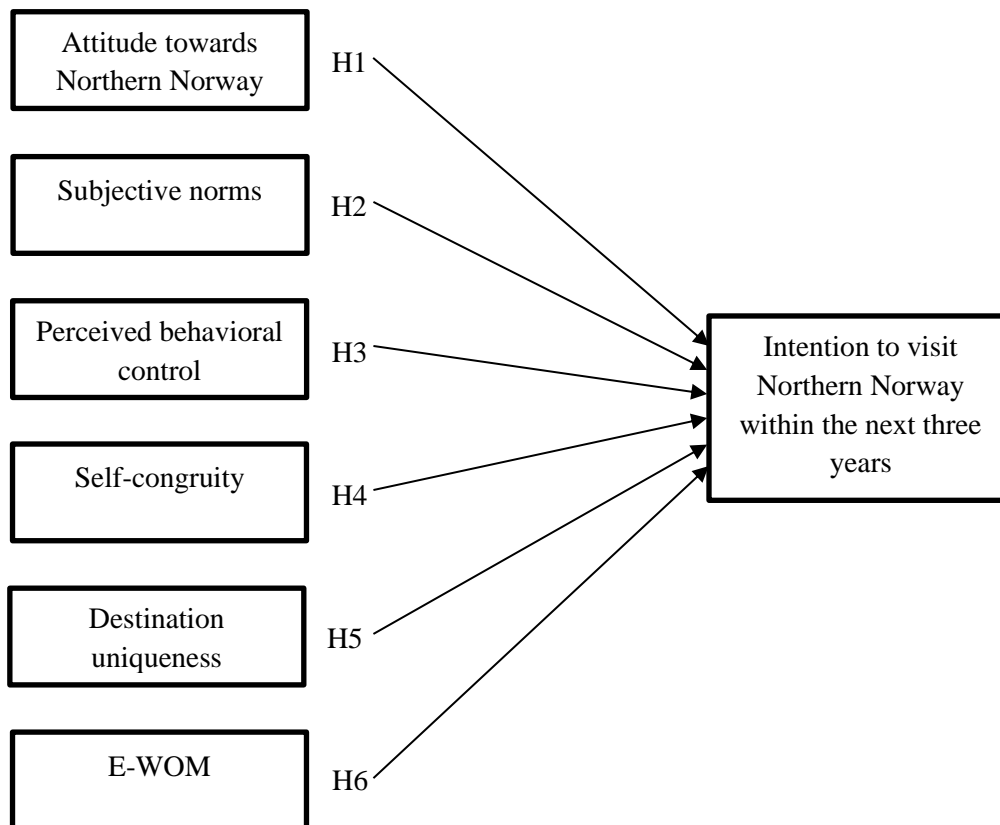 Attitude towards
Northern Norway
H1
Subjective norms
H2
Perceived behavioral
control
H3
Self-congruity
H4
Destination
uniqueness
H5
E-WOM
H6
Intention to visit
Northern Norway
within the next three
years